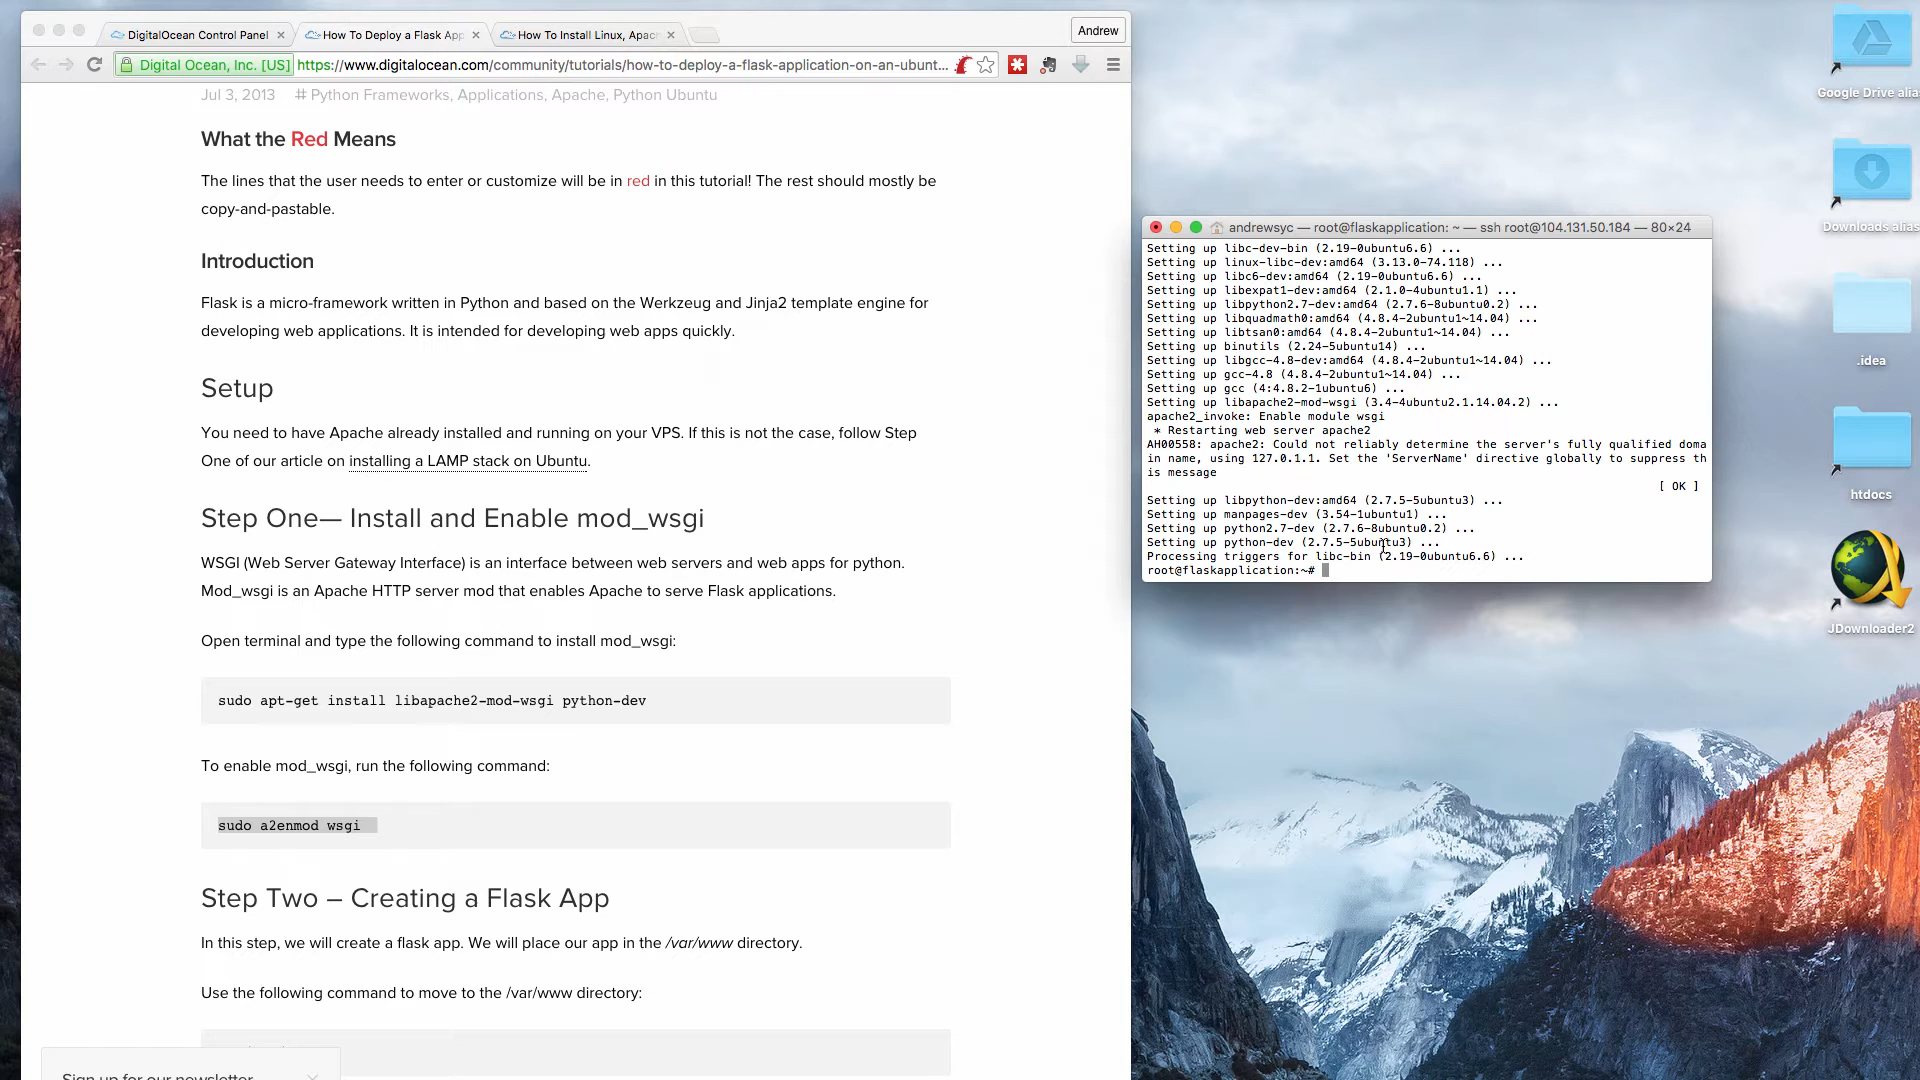 DigitalOcean Control Panel
How To Deploy a Flask App
How To Install Linux, Apac
Andrew
Digital Ocean, Inc. [US]
https://www.digitalocean.com/community/tutorials/how-to-deploy-a-flask-application-on-an-ubunt...
Jul 3, 2013 # Python Frameworks, Applications, Apache, Python Ubuntu
What the Red Means
The lines that the user needs to enter or customize will be in red in this tutorial! The rest should mostly be
copy-and-pastable.
Introduction
Flask is a micro-framework written in Python and based on the Werkzeug and Jinja2 template engine for
developing web applications. It is intended for developing web apps quickly.
Setup
You need to have Apache already installed and running on your VPS. If this is not the case, follow Step
One of our article on installing a LAMP stack on Ubuntu.
Step One— Install and Enable mod_wsgi
WSGI (Web Server Gateway Interface) is an interface between web servers and web apps for python.
Mod_wsgi is an Apache HTTP server mod that enables Apache to serve Flask applications.
Open terminal and type the following command to install mod_wsgi:
sudo apt-get install libapache2-mod-wsgi python-dev
To enable mod_wsgi, run the following command:
sudo a2enmod wsgi
Step Two – Creating a Flask App
In this step, we will create a flask app. We will place our app in the /var/www directory.
Use the following command to move to the /var/www directory:
Sign up for our newsletter
andrewsyc — root@flaskapplication: ~ — ssh root@104.131.50.184 — 80×24
Setting up libc-dev-bin (2.19-0ubuntu6.6) ...
Setting up linux-libc-dev:amd64 (3.13.0-74.118) ...
Setting up libc6-dev:amd64 (2.19-0ubuntu6.6) ...
Setting up libexpat1-dev:amd64 (2.1.0-4ubuntu1.1) ...
Setting up libpython2.7-dev:amd64 (2.7.6-8ubuntu0.2) ...
Setting up libquadmath0:amd64 (4.8.4-2ubuntu1~14.04) ...
Setting up libtsan0:amd64 (4.8.4-2ubuntu1~14.04) ...
Setting up binutils (2.24-5ubuntu14) ...
Setting up libgcc-4.8-dev:amd64 (4.8.4-2ubuntu1~14.04) ...
Setting up gcc-4.8 (4.8.4-2ubuntu1~14.04) ...
Setting up gcc (4:4.8.2-1ubuntu6) ...
Setting up libapache2-mod-wsgi (3.4-4ubuntu2.1.14.04.2) ...
apache2_invoke: Enable module wsgi
* Restarting web server apache2
AH00558: apache2: Could not reliably determine the server's fully qualified doma
in name, using 127.0.1.1. Set the 'ServerName' directive globally to suppress th
is message
[ OK ]
Setting up libpython-dev:amd64 (2.7.5-5ubuntu3) ...
Setting up manpages-dev (3.54-1ubuntu1) ...
Setting up python2.7-dev (2.7.6-8ubuntu0.2) ...
Setting up python-dev (2.7.5-5ubuntu3) ...
Processing triggers for libc-bin (2.19-0ubuntu6.6) ...
root@flaskapplication:~#
Google Drive alia
Downloads alias
.idea
htdocs
JDownloader2